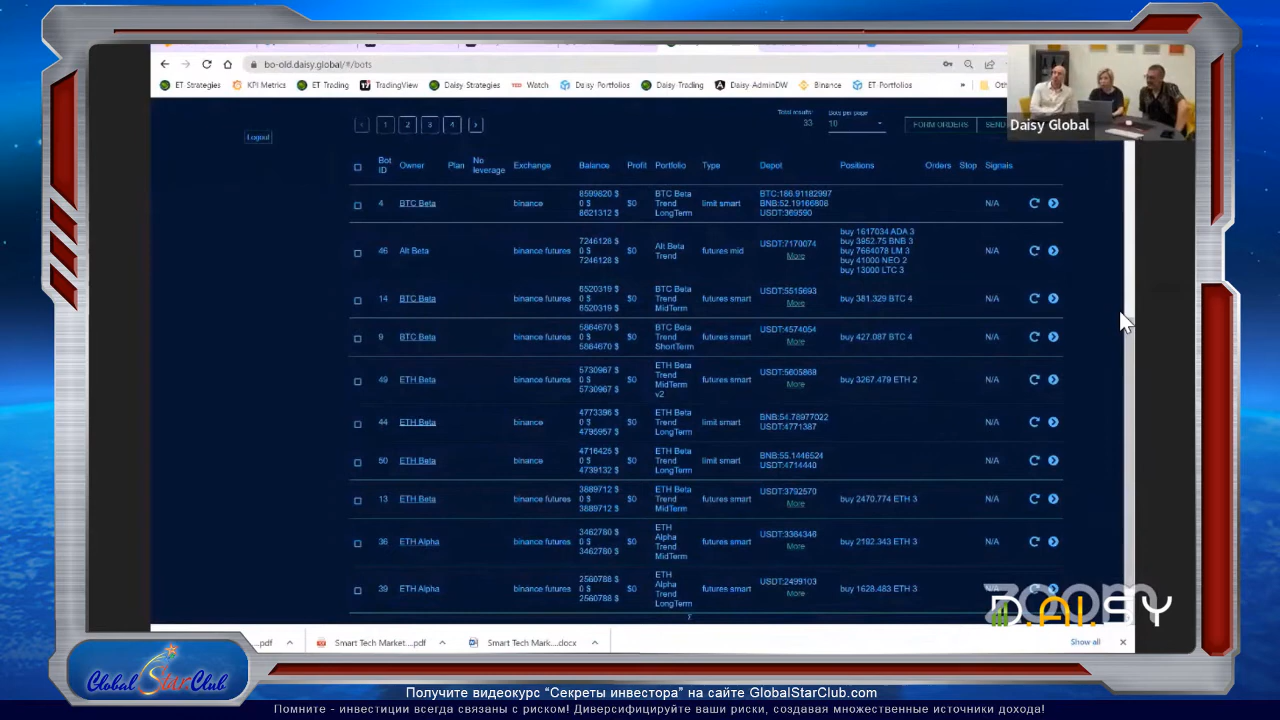 bo-old.daisy.global/#/bots
ET Strategies KPI Metrics ET Trading TradingView Daisy Strategies ET Strategies Watch Daisy Portfolios Daisy Trading Daisy-AdminDW Binance ET Portfolios »
Daisy Global
Logout
1 2 3 4
Total results: 33
Bots per page
10
FORM ORDERS
SEND
Bot ID Owner Plan No leverage Exchange Balance Profit Portfolio Type Depot Positions Orders Stop Signals
4 BTC Beta binance 8599820 $ 0 $ 8621312 $ $0 BTC Beta Trend LongTerm limit smart BTC:166.91182997 BNB:52.19166808 USDT:369590 N/A
46 Alt Beta binance futures 7246128 $ 0 $ 7246128 $ $0 Alt Beta Trend futures mid USDT:7170074 More buy 1617034 ADA 3 buy 3952.75 BNB 3 buy 7664078 LM 3 buy 41000 NEO 2 buy 13000 LTC 3 N/A
14 BTC Beta binance futures 6520319 $ 0 $ 6520319 $ $0 BTC Beta Trend MidTerm futures smart USDT:5515693 More buy 381.329 BTC 4 N/A
9 BTC Beta binance futures 5864670 $ 0 $ 5864670 $ $0 BTC Beta Trend ShortTerm futures smart USDT:4574054 More buy 427.087 BTC 4 N/A
49 ETH Beta binance futures 5730967 $ 0 $ 5730967 $ $0 ETH Beta Trend MidTerm v2 futures smart USDT:5605868 More buy 3267.479 ETH 2 N/A
44 ETH Beta binance 4773396 $ 0 $ 4795957 $ $0 ETH Beta Trend LongTerm limit smart BNB:54.78977022 USDT:4771387 N/A
50 ETH Beta binance 4716425 $ 0 $ 4739132 $ $0 ETH Beta Trend LongTerm limit smart BNB:55.1446524 USDT:4714440 N/A
13 ETH Beta binance futures 3889712 $ 0 $ 3889712 $ $0 ETH Beta Trend MidTerm futures smart USDT:3792570 More buy 2470.774 ETH 3 N/A
36 ETH Alpha binance futures 3462780 $ 0 $ 3462780 $ $0 ETH Alpha Trend MidTerm futures smart USDT:3364346 More buy 2192.343 ETH 3 N/A
39 ETH Alpha binance futures 2560788 $ 0 $ 2560788 $ $0 ETH Alpha Trend LongTerm futures smart USDT:2499103 More buy 1628.483 ETH 3 N/A
zoom
D.AI.SY
....pdf Smart Tech Market....pdf Smart Tech Mark....docx Show all
Global Star Club
Получите видеокурс "Секреты инвестора" на сайте GlobalStarClub.com
Помните - инвестиции всегда связаны с риском! Диверсифицируйте ваши риски, создавая множественные источники дохода!